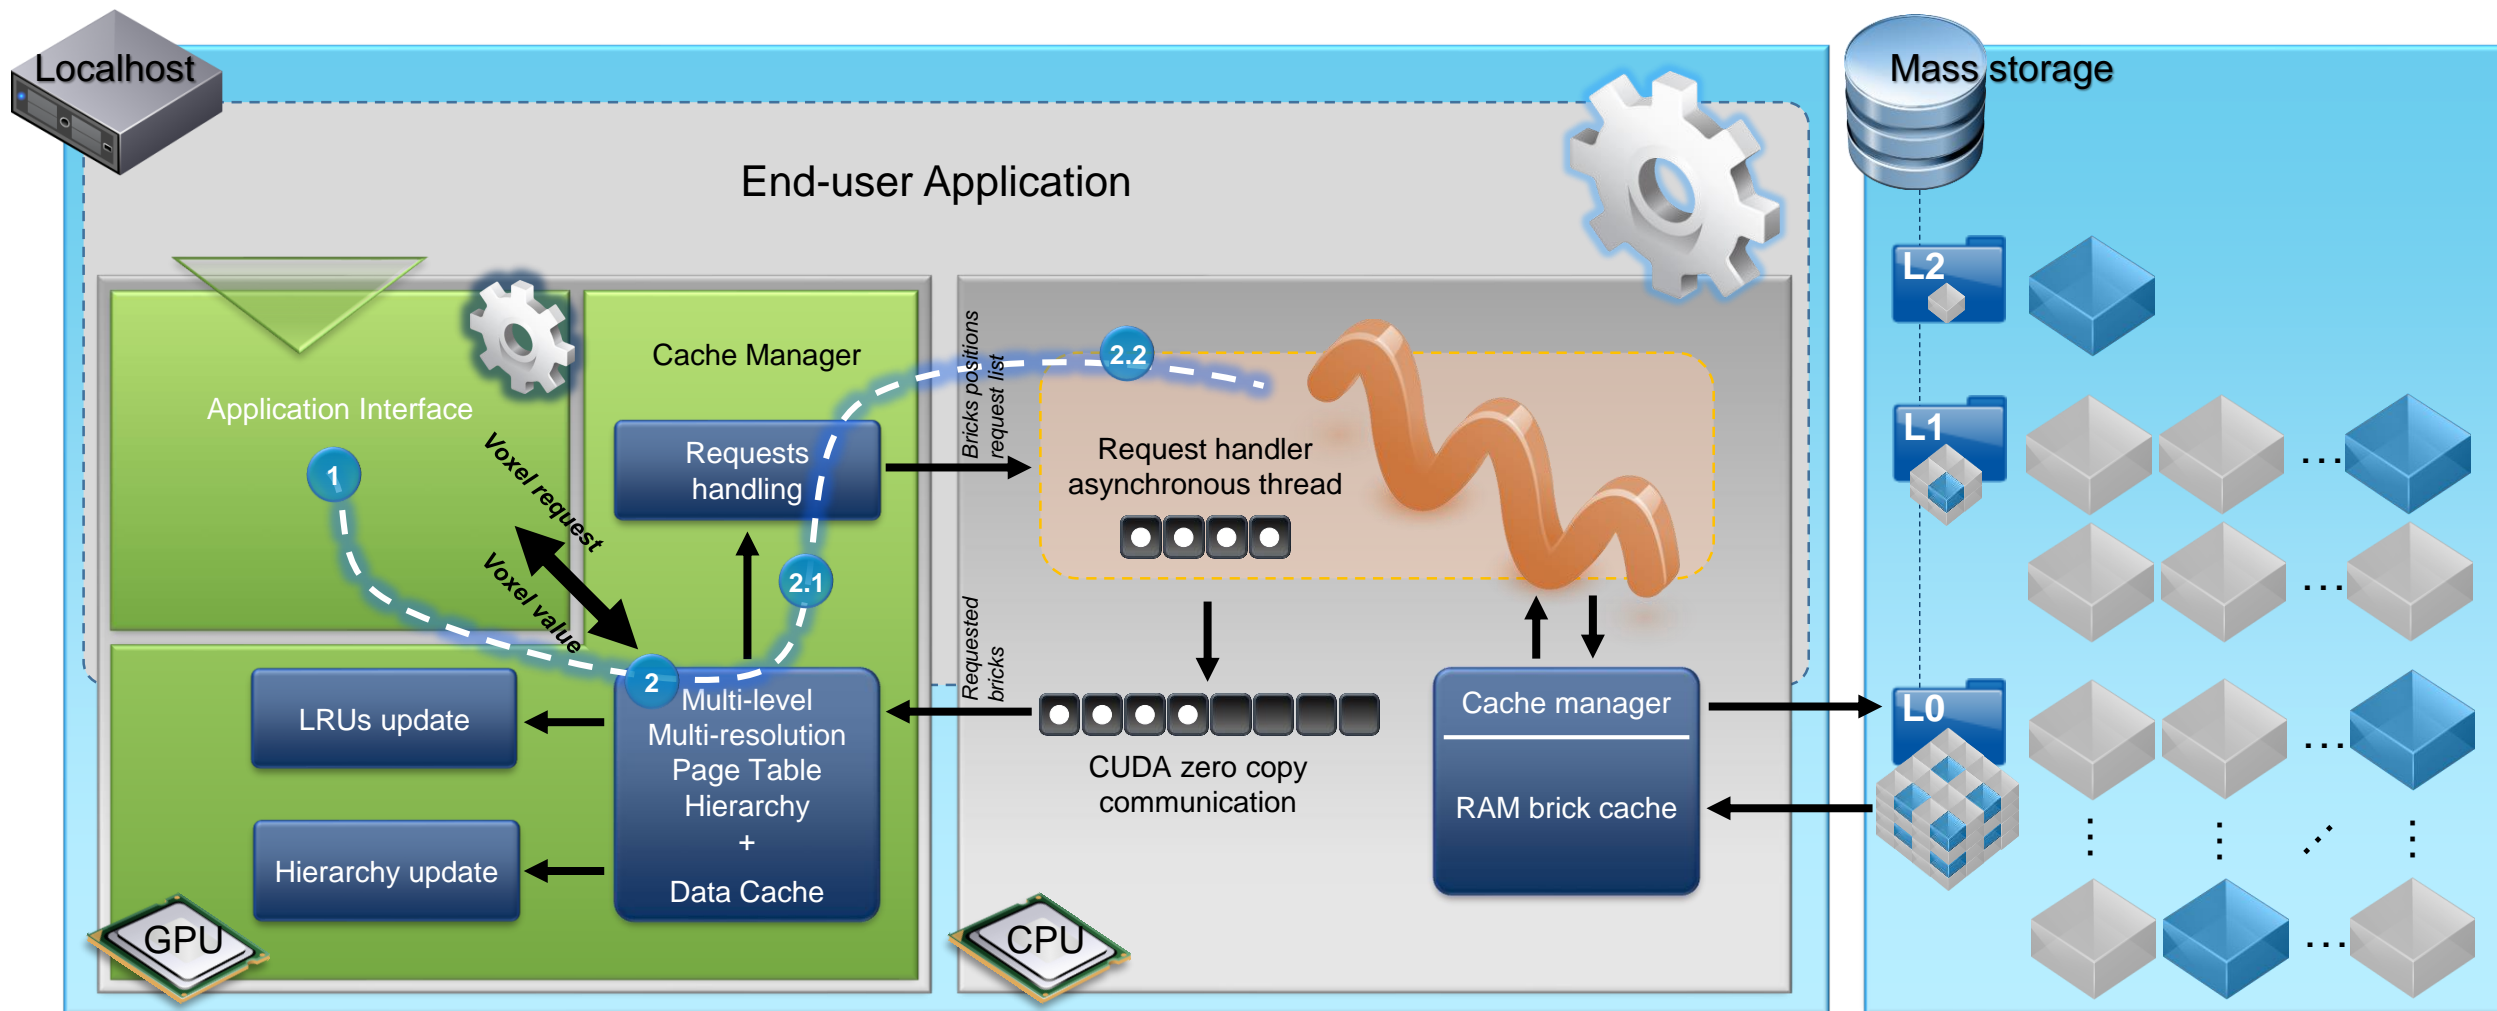 Localhost
Mass storage
End-user Application
L2
Cache Manager
2.2
Bricks positions
request list
Application Interface
Voxel request
1
Requests
handling
Request handler
asynchronous thread
L1
Voxel value
2.1
Requested
bricks
2
Multi-level
Multi-resolution
Page Table
Hierarchy
+
Data Cache
LRUs update
Hierarchy update
CUDA zero copy
communication
Cache manager
RAM brick cache
L0
GPU
CPU